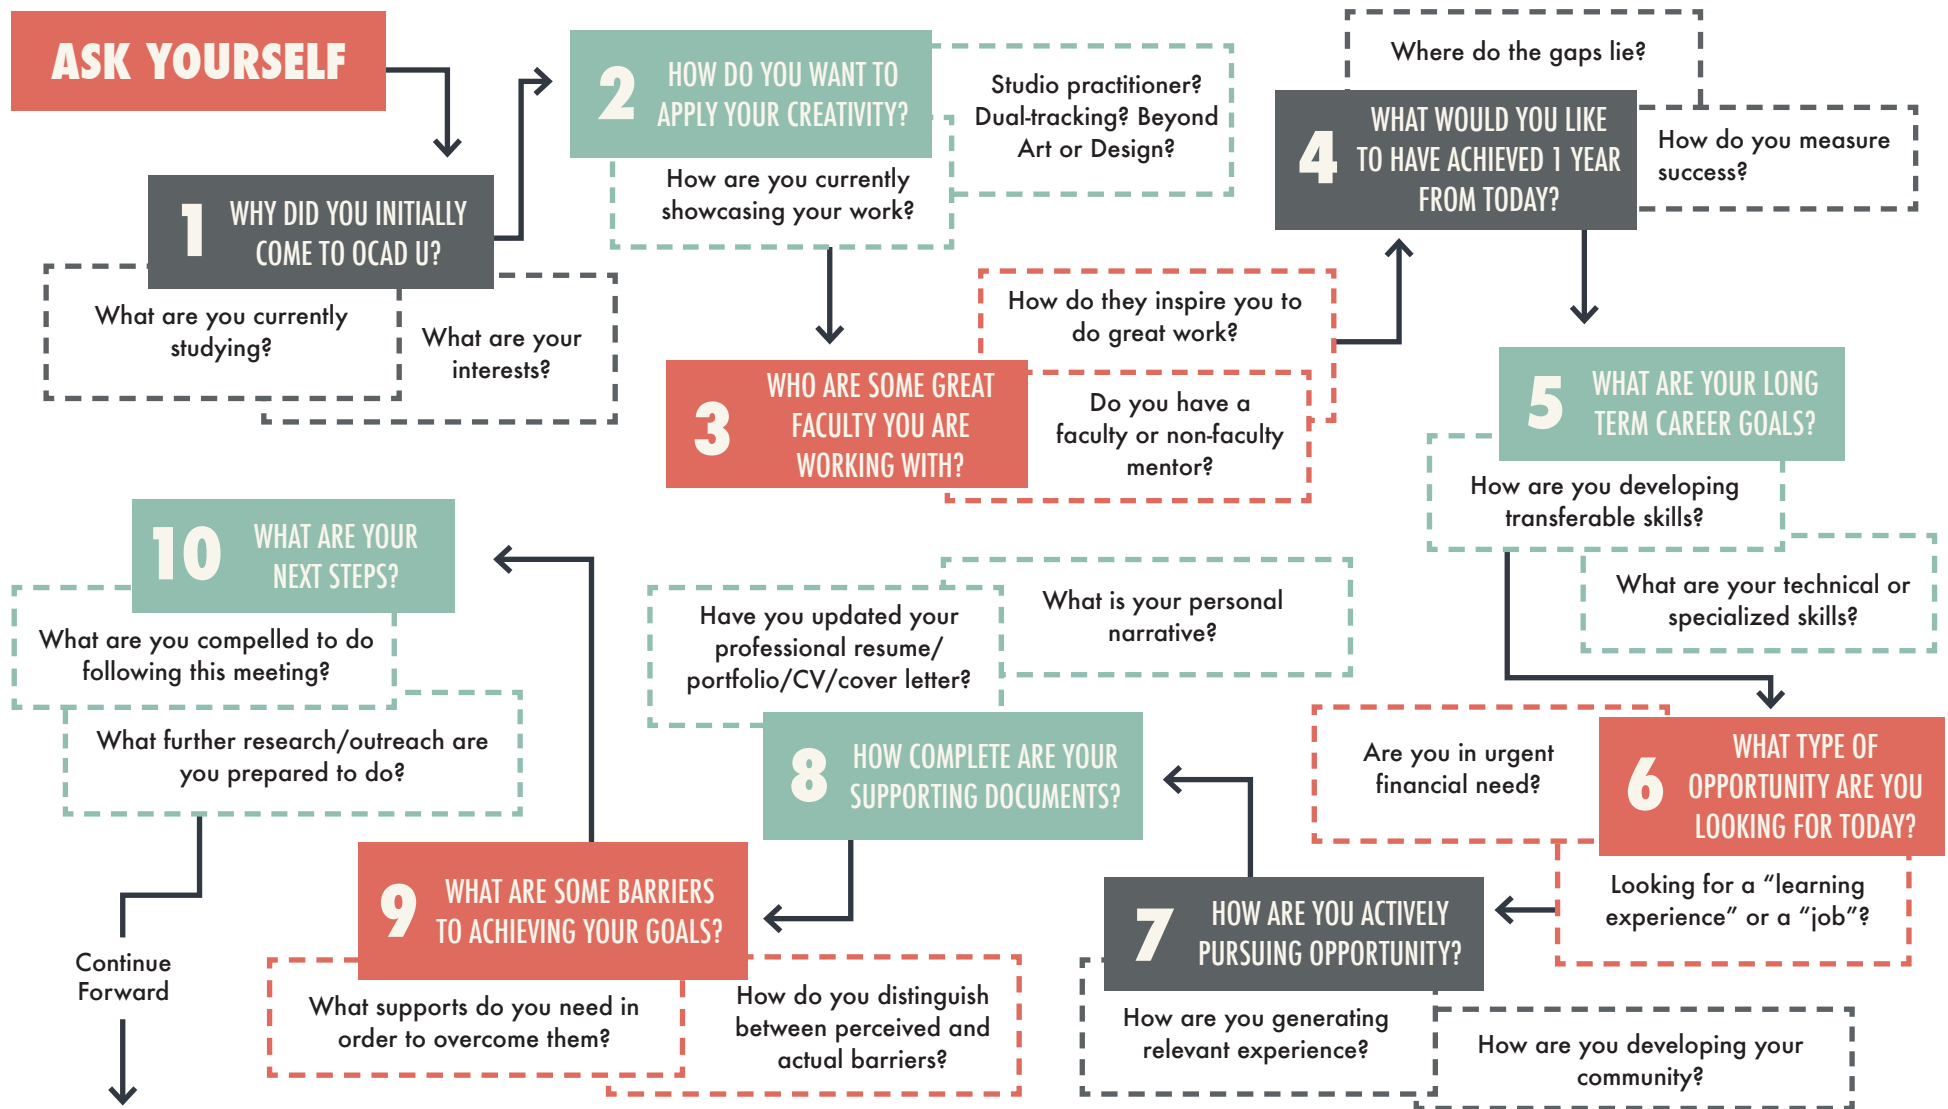 ASK YOURSELF
1
WHY DID YOU INITIALLY
COME TO OCAD U?
What are you currently
studying?
What are your
interests?
2
HOW DO YOU WANT TO
APPLY YOUR CREATIVITY?
Studio practitioner?
Dual-tracking? Beyond
Art or Design?
How are you currently
showcasing your work?
3
WHO ARE SOME GREAT
FACULTY YOU ARE
WORKING WITH?
How do they inspire you to
do great work?
Do you have a
faculty or non-faculty
mentor?
4
WHAT WOULD YOU LIKE
TO HAVE ACHIEVED 1 YEAR
FROM TODAY?
Where do the gaps lie?
How do you measure
success?
5
WHAT ARE YOUR LONG
TERM CAREER GOALS?
How are you developing
transferable skills?
What are your technical or
specialized skills?
6
WHAT TYPE OF
OPPORTUNITY ARE YOU
LOOKING FOR TODAY?
Are you in urgent
financial need?
Looking for a “learning
experience” or a “job”?
7
HOW ARE YOU ACTIVELY
PURSUING OPPORTUNITY?
How are you generating
relevant experience?
How are you developing your
community?
8
HOW COMPLETE ARE YOUR
SUPPORTING DOCUMENTS?
Have you updated your
professional resume/
portfolio/CV/cover letter?
What is your personal
narrative?
9
WHAT ARE SOME BARRIERS
TO ACHIEVING YOUR GOALS?
What supports do you need in
order to overcome them?
How do you distinguish
between perceived and
actual barriers?
10
WHAT ARE YOUR
NEXT STEPS?
What are you compelled to do
following this meeting?
What further research/outreach are
you prepared to do?
Continue
Forward